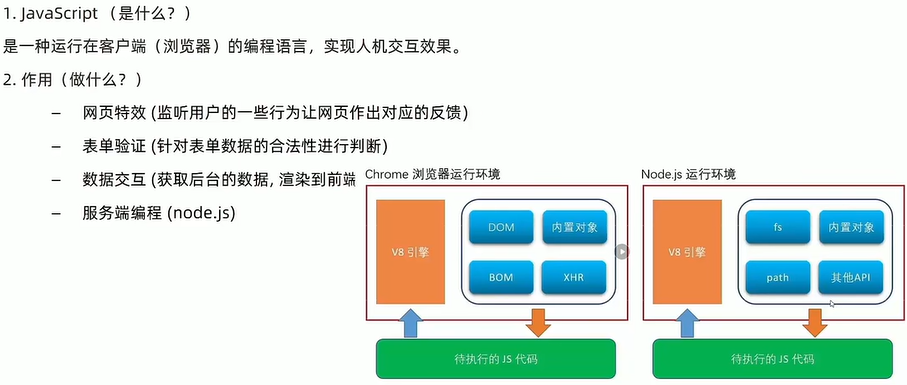 1. JavaScript （是什么？）
是一种运行在客户端（浏览器）的编程语言，实现人机交互效果。
2. 作用（做什么？）
– 网页特效 (监听用户的一些行为让网页作出对应的反馈)
– 表单验证 (针对表单数据的合法性进行判断)
– 数据交互 (获取后台的数据, 渲染到前端
– 服务端编程 (node.js)
Chrome 浏览器运行环境
V8 引擎
DOM
内置对象
BOM
XHR
待执行的 JS 代码
Node.js 运行环境
V8 引擎
fs
内置对象
path
其他API
待执行的 JS 代码